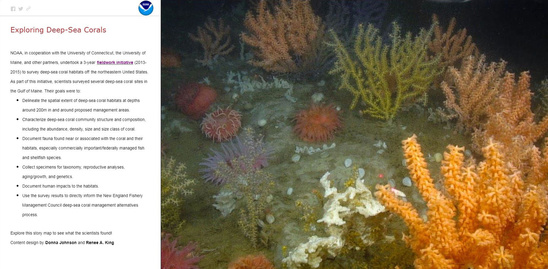 Exploring Deep-Sea Corals
NOAA, in cooperation with the University of Connecticut, the University of
Maine, and other partners, undertook a 3-year fieldwork initiative (2013-
2015) to survey deep-sea coral habitats off the northeastern United States.
As part of this initiative, scientists surveyed several deep-sea coral sites in
the Gulf of Maine. Their goals were to:
• Delineate the spatial extent of deep-sea coral habitats at depths
around 200m in and around proposed management areas.
• Characterize deep-sea coral community structure and composition,
including the abundance, density, size and size class of coral.
• Document fauna found near or associated with the coral and their
habitats, especially commercially important/federally managed fish
and shellfish species.
• Collect specimens for taxonomy, reproductive analyses,
aging/growth, and genetics.
• Document human impacts to the habitats.
• Use the survey results to directly inform the New England Fishery
Management Council deep-sea coral management alternatives
process.
Explore this story map to see what the scientists found!
Content design by Donna Johnson and Renee A. King